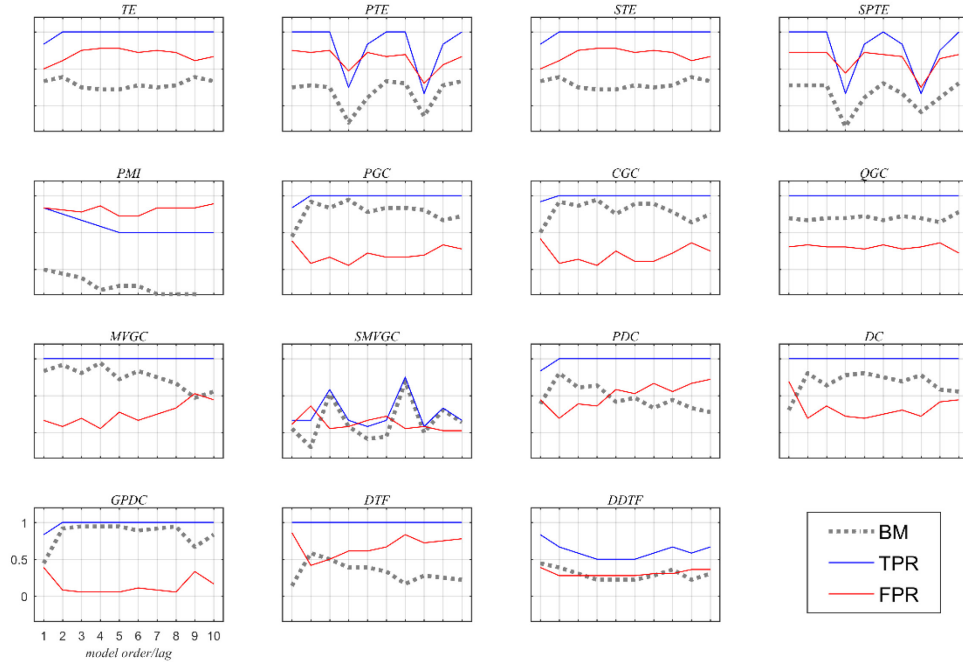 TE PTE STE SPTE
PMI PGC CGC QGC
MVGC SMVGC PDC DC
GPDC DTF DDTF
1
0.5
0
1 2 3 4 5 6 7 8 9 10
model order/lag
BM
TPR
FPR